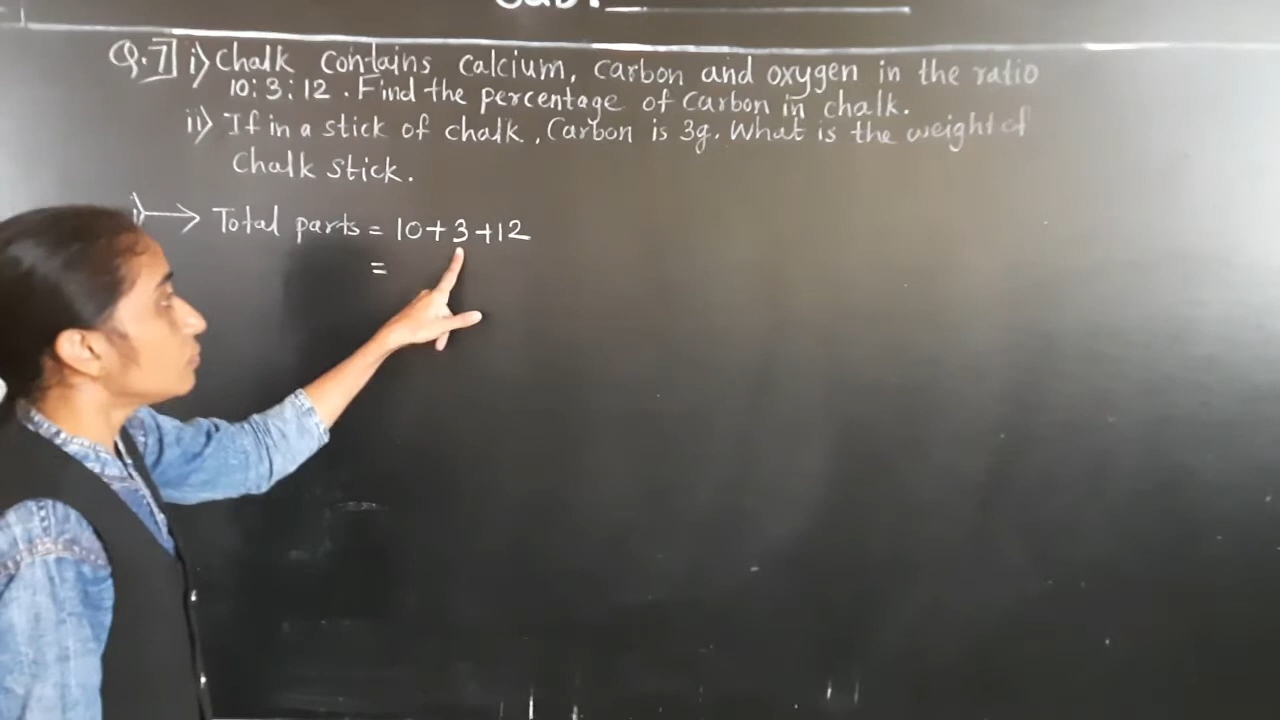 Sub:
Q.7] i) Chalk contains calcium, carbon and oxygen in the ratio
10:3:12. Find the percentage of Carbon in chalk.
ii) If in a stick of chalk, Carbon is 3g. What is the weight of
Chalk stick.
i) → Total parts = 10+3+12
=